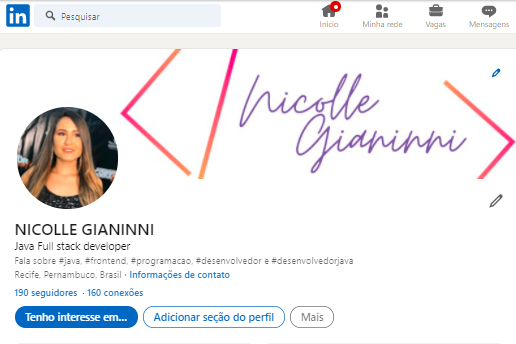 in
Pesquisar
Início
Minha rede
Vagas
Mensagens
Nicolle
Gianinni
NICOLLE GIANINNI
Java Full stack developer
Fala sobre #java, #frontend, #programacao, #desenvolvedor e #desenvolvedorjava
Recife, Pernambuco, Brasil · Informações de contato
190 seguidores · 160 conexões
Tenho interesse em...
Adicionar seção do perfil
Mais